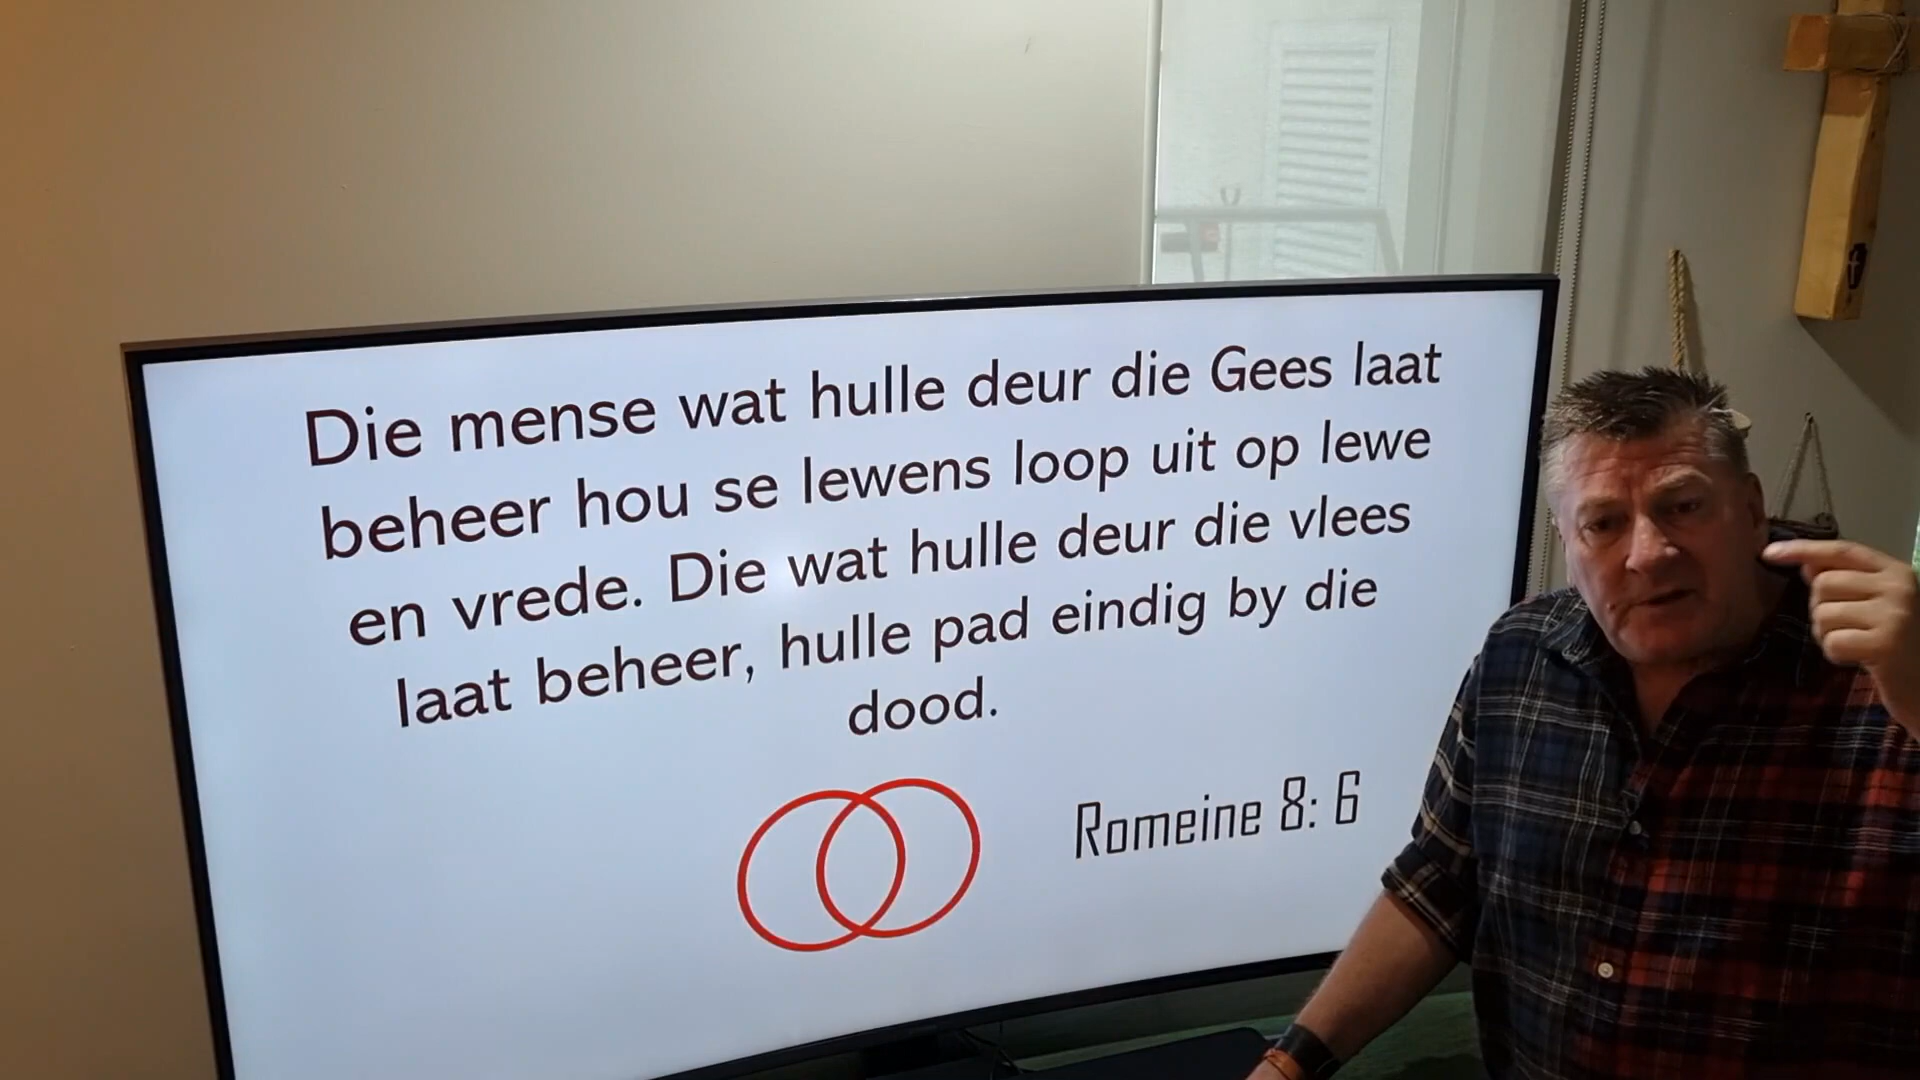 Die mense wat hulle deur die Gees laat
beheer hou se lewens loop uit op lewe
en vrede. Die wat hulle deur die vlees
laat beheer, hulle pad eindig by die
dood.
Romeine 8: 6